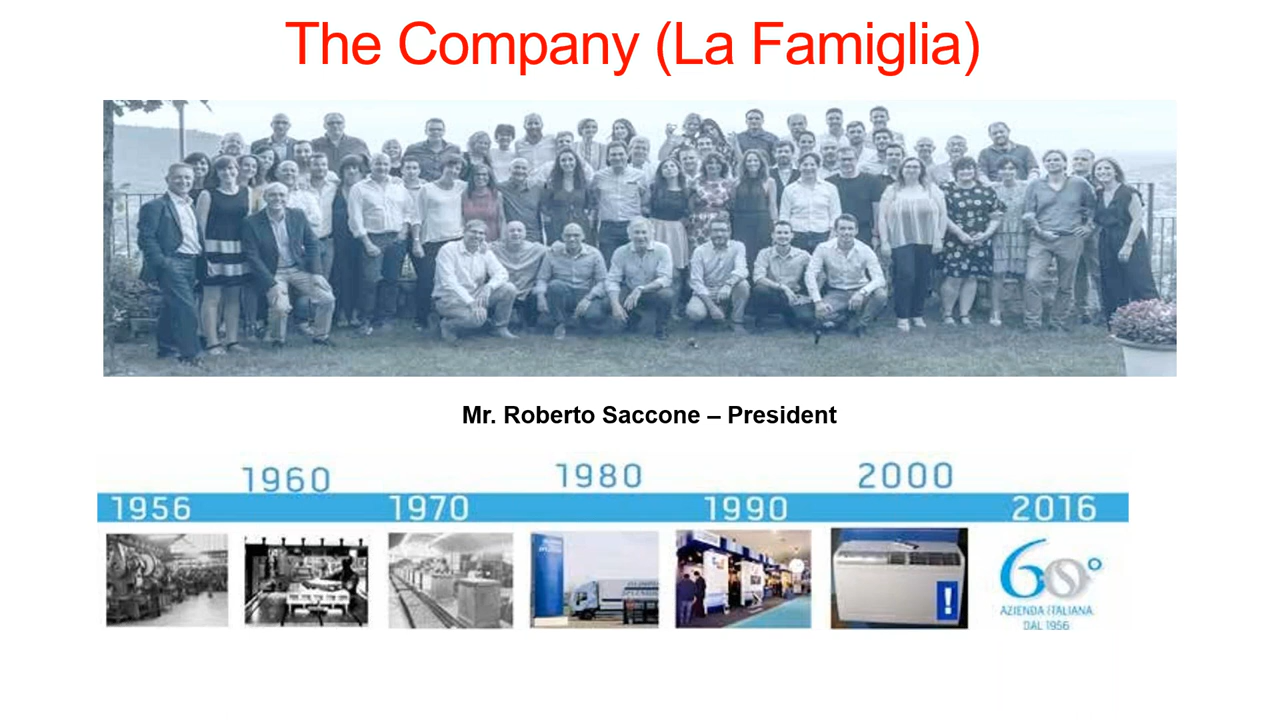 The Company (La Famiglia)
Mr. Roberto Saccone – President
1960 1980 2000
1956 1970 1990 2016
60°
AZIENDA ITALIANA
DAL 1956